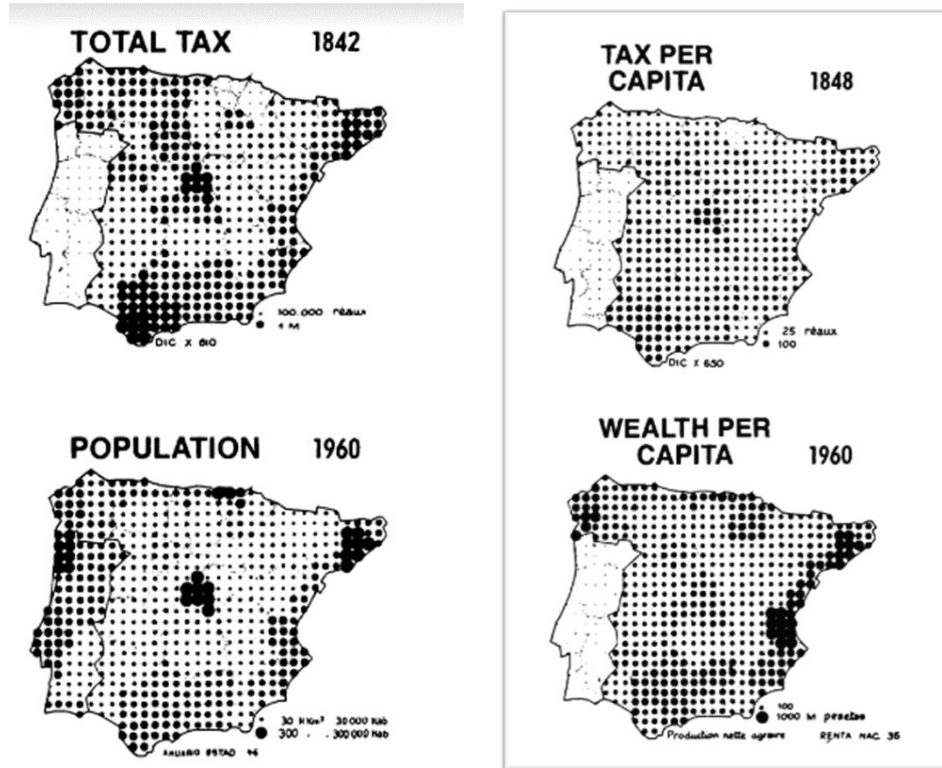 TOTAL TAX 1842
100.000 réaux
1 M
DIC X 810
TAX PER
CAPITA 1848
25 réaux
100
DIC X 650
POPULATION 1960
30 H/Km² 30 000 hab
300 . . 300 000 hab
ANUARIO ESTAD 46
WEALTH PER
CAPITA 1960
100
1000 M pesetas
Production nette agraire RENTA NAC. 35